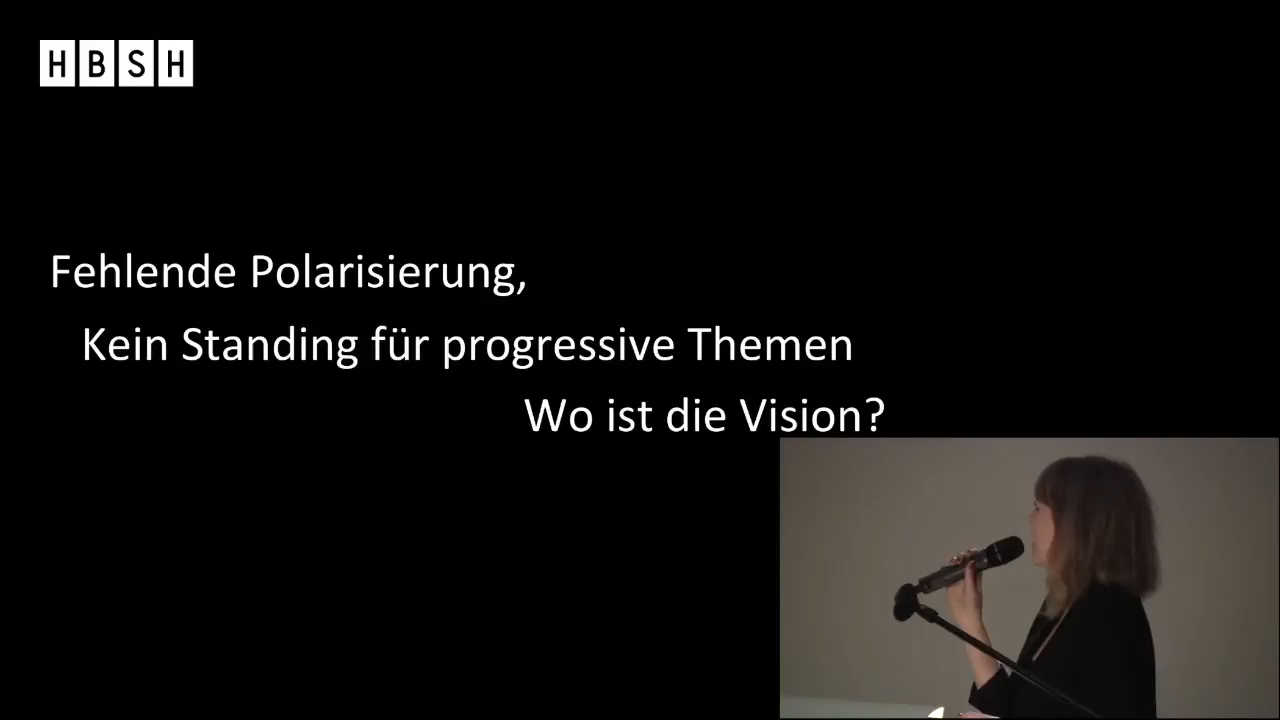 HBSH
Fehlende Polarisierung,
Kein Standing für progressive Themen
Wo ist die Vision?